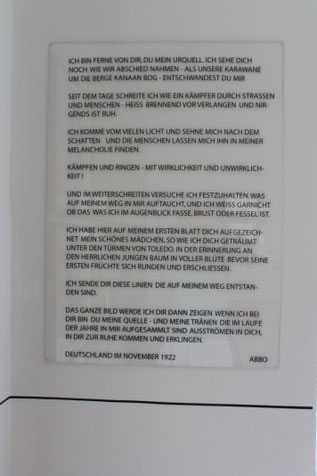 ICH BIN FERNE VON DIR, DU MEIN URQUELL. ICH SEHE DICH
NOCH WIE WIR ABSCHIED NAHMEN - ALS UNSERE KARAWANE
UM DIE BERGE KANAAN BOG - ENTSCHWANDEST DU MIR
SEIT DEM TAGE SCHREITE ICH WIE EIN KÄMPFER DURCH STRASSEN
UND MENSCHEN - HEISS BRENNEND VOR VERLANGEN UND NIR-
GENDS IST RUH.
ICH KOMME VOM VIELEN LICHT UND SEHNE MICH NACH DEM
SCHATTEN UND DIE MENSCHEN LASSEN MICH IHN IN MEINER
MELANCHOLIE FINDEN.
KÄMPFEN UND RINGEN - MIT WIRKLICHKEIT UND UNWIRKLICH-
KEIT !
UND IM WEITERSCHREITEN VERSUCHE ICH FESTZUHALTEN: WAS
AUF MEINEM WEG IN MIR AUFTAUCHT, UND ICH WEISS GARNICHT
OB DAS WAS ICH IM AUGENBLICK FASSE, BRUST ODER FESSEL IST.
ICH HABE HIER AUF MEINEM ERSTEN BLATT DICH AUFGEZEICH-
NET MEIN SCHÖNES MÄDCHEN, SO WIE ICH DICH GETRÄUMT
UNTER DEN TÜRMEN VON TOLEDO. IN DER ERINNERUNG AN
DEN HERRLICHEN JUNGEN BAUM IN VOLLER BLÜTE BEVOR SEINE
ERSTEN FRÜCHTE SICH RUNDEN UND ERSCHLIESSEN.
ICH SENDE DIR DIESE LINIEN DIE AUF MEINEM WEG ENTSTAN-
DEN SIND.
DAS GANZE BILD WERDE ICH DIR DANN ZEIGEN WENN ICH BEI
DIR BIN DU MEINE QUELLE - UND MEINE TRÄNEN DIE IM LAUFE
DER JAHRE IN MIR AUFGESAMMLT SIND AUSSTRÖMEN IN DICH,
IN DIR ZUR RUHE KOMMEN UND ERKLINGEN.
DEUTSCHLAND IM NOVEMBER 1922 ABBO